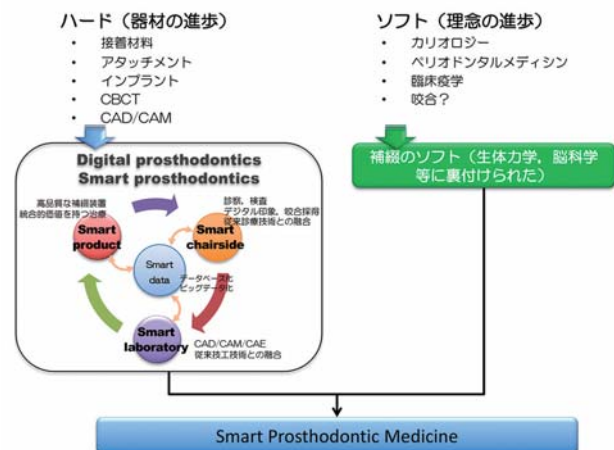 ハード（器材の進歩）
• 接着材料
• アタッチメント
• インプラント
• CBCT
• CAD/CAM
ソフト（理念の進歩）
• カリオロジー
• ペリオドンタルメディシン
• 臨床疫学
• 咬合？
Digital prosthodontics
Smart prosthodontics
高品質な補綴装置
統合的価値を持つ治療
Smart
product
診察，検査
デジタル印象，咬合採得
従来診療技術との融合
Smart
chairside
Smart
data
データベース化
ビッグデータ化
Smart
laboratory
CAD/CAM/CAE
従来技工技術との融合
補綴のソフト（生体力学，脳科学
等に裏付けられた）
Smart Prosthodontic Medicine